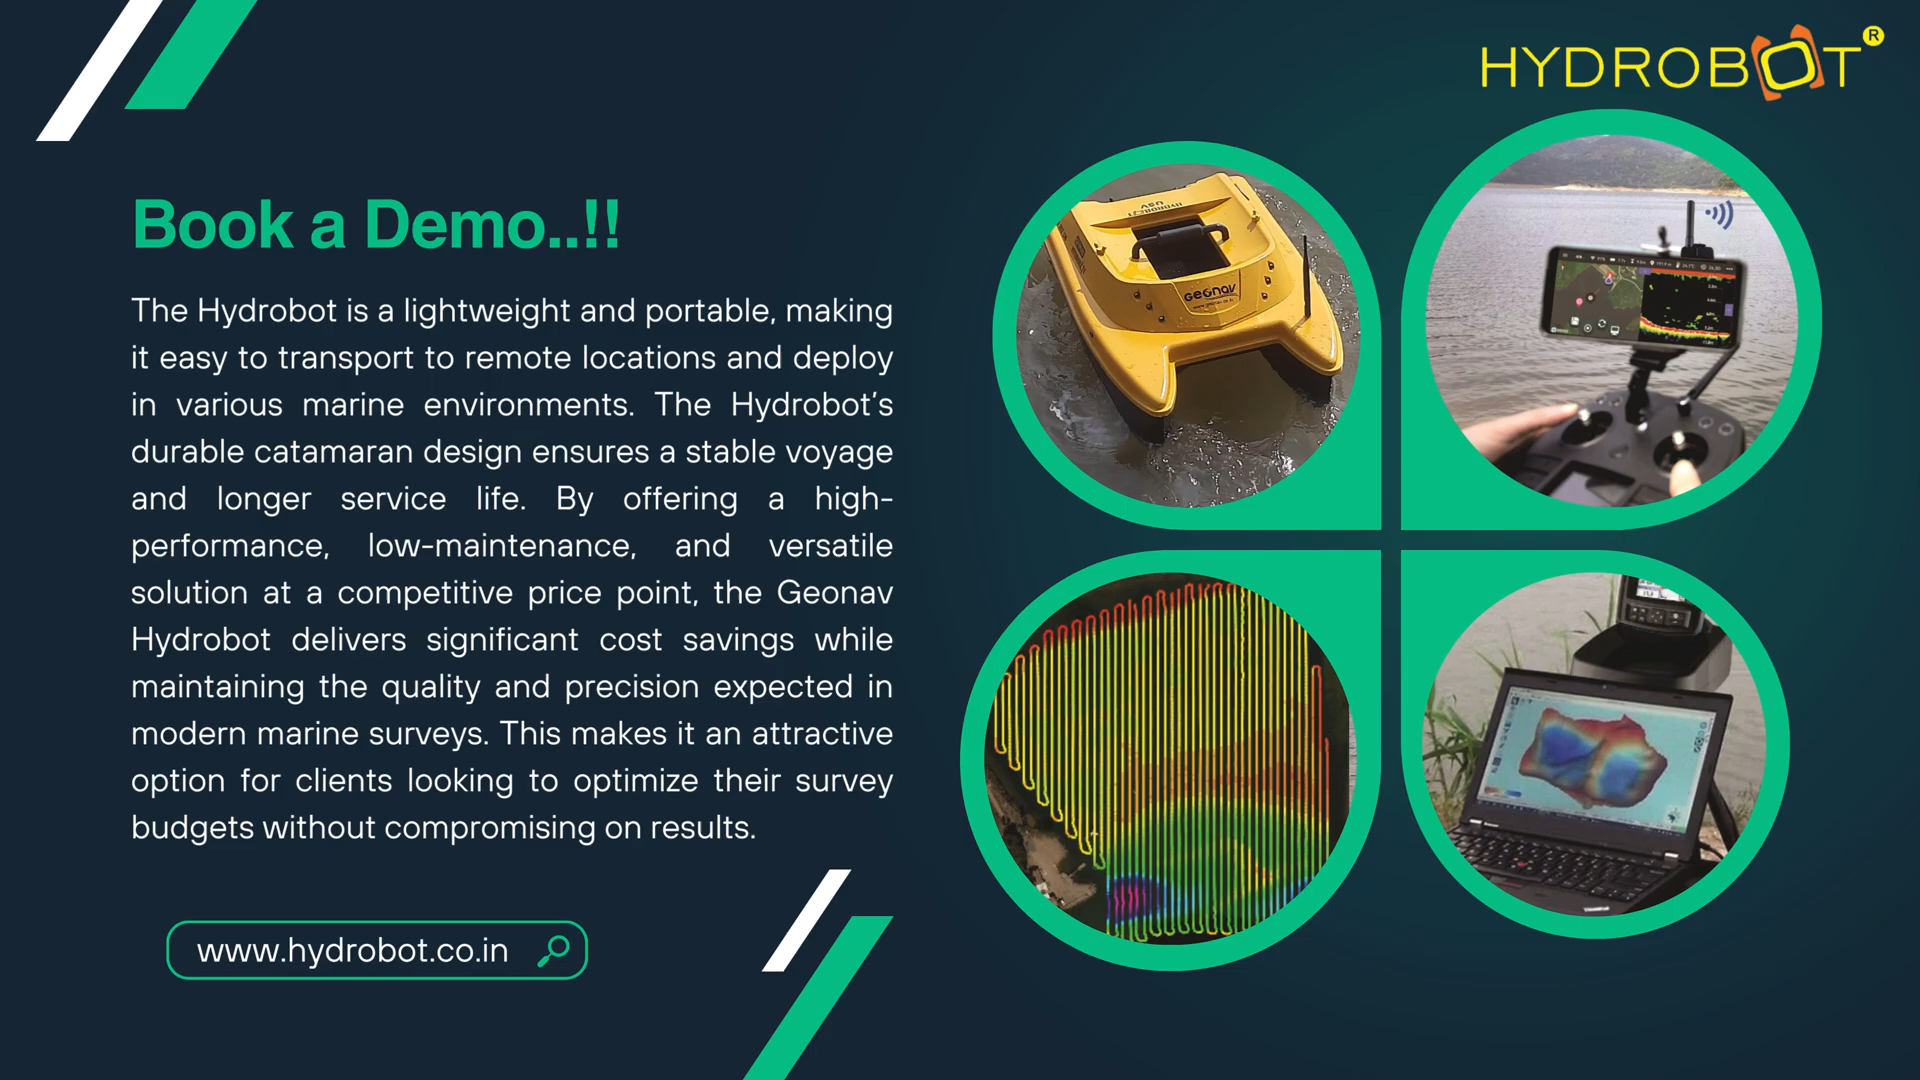 HYDROBOT®
Book a Demo..!!
The Hydrobot is a lightweight and portable, making
it easy to transport to remote locations and deploy
in various marine environments. The Hydrobot's
durable catamaran design ensures a stable voyage
and longer service life. By offering a high-
performance, low-maintenance, and versatile
solution at a competitive price point, the Geonav
Hydrobot delivers significant cost savings while
maintaining the quality and precision expected in
modern marine surveys. This makes it an attractive
option for clients looking to optimize their survey
budgets without compromising on results.
www.hydrobot.co.in
HYDROBOT
USV
GEONAV